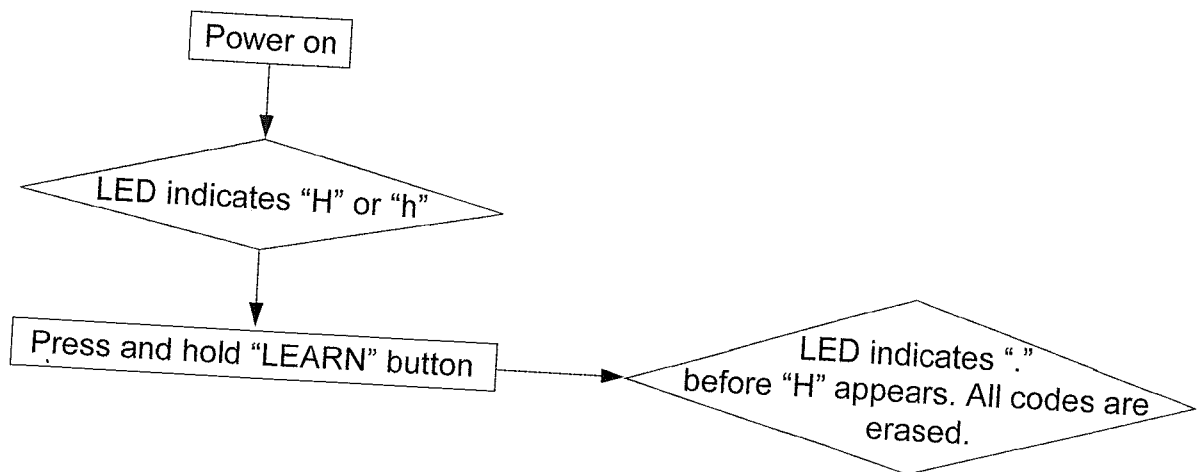 Power on
LED indicates “H” or “h”
Press and hold “LEARN” button
LED indicates “.”
before “H” appears. All codes are
erased.